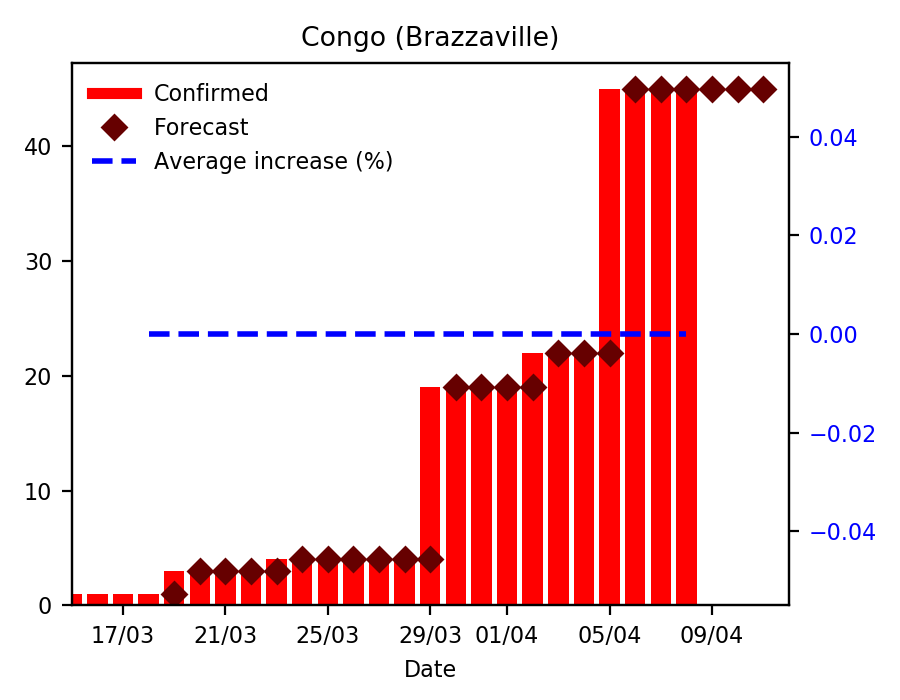 Congo (Brazzaville)
Confirmed
Forecast
Average increase (%)
40
30
20
10
0
0.04
0.02
0.00
−0.02
−0.04
17/03 21/03 25/03 29/03 01/04 05/04 09/04
Date